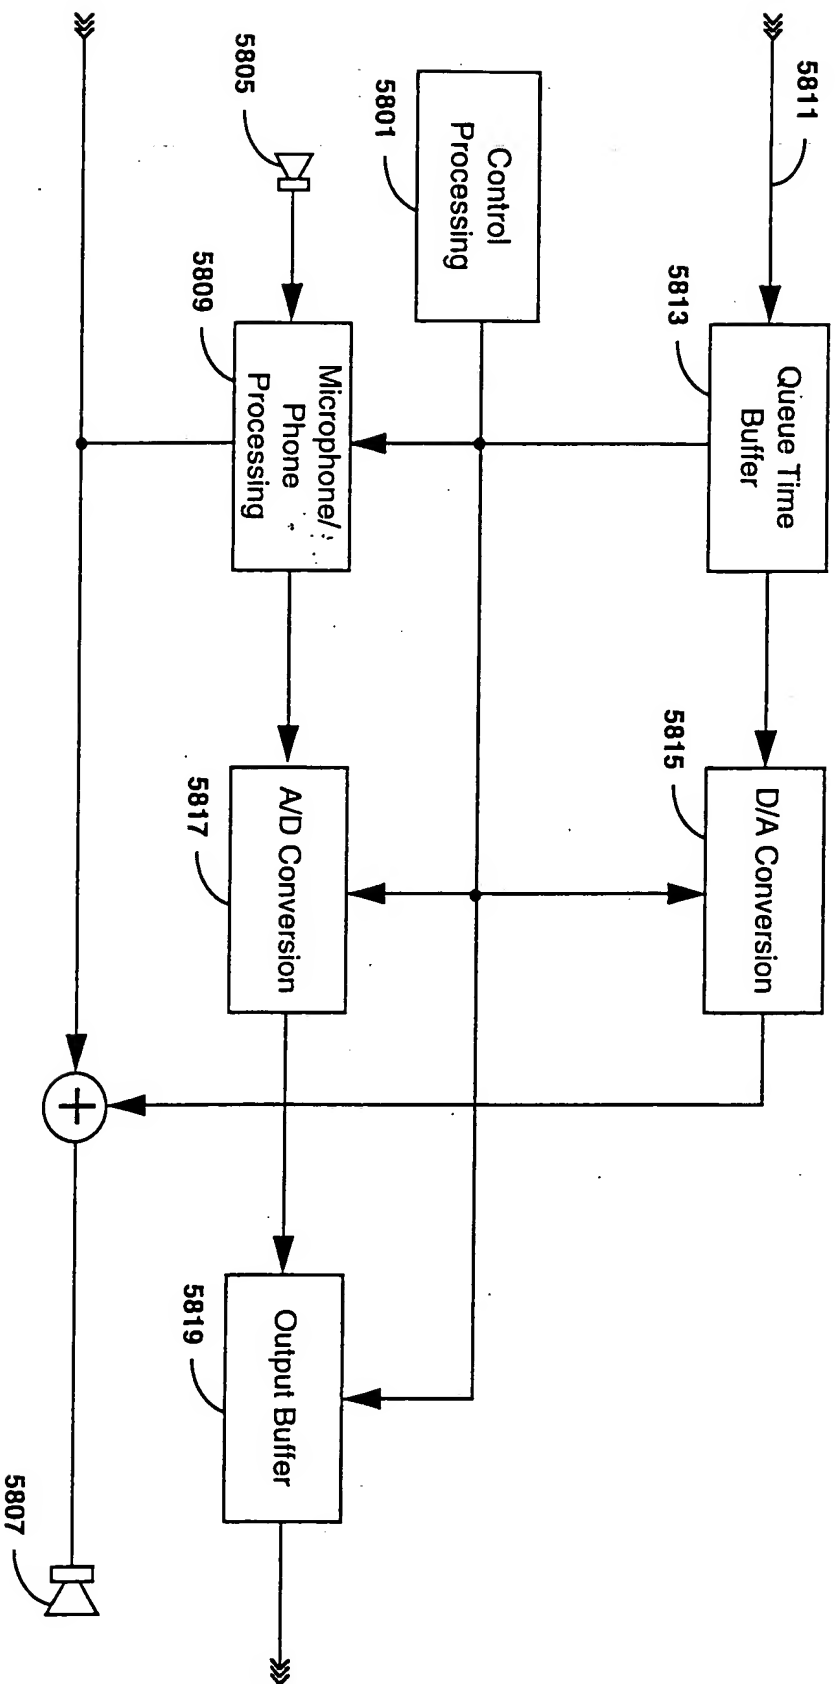 5811
5813
Queue Time
Buffer
5815
D/A Conversion
5801
Control
Processing
5805
5809
Microphone/
Phone
Processing
5817
A/D Conversion
5819
Output Buffer
+
5807